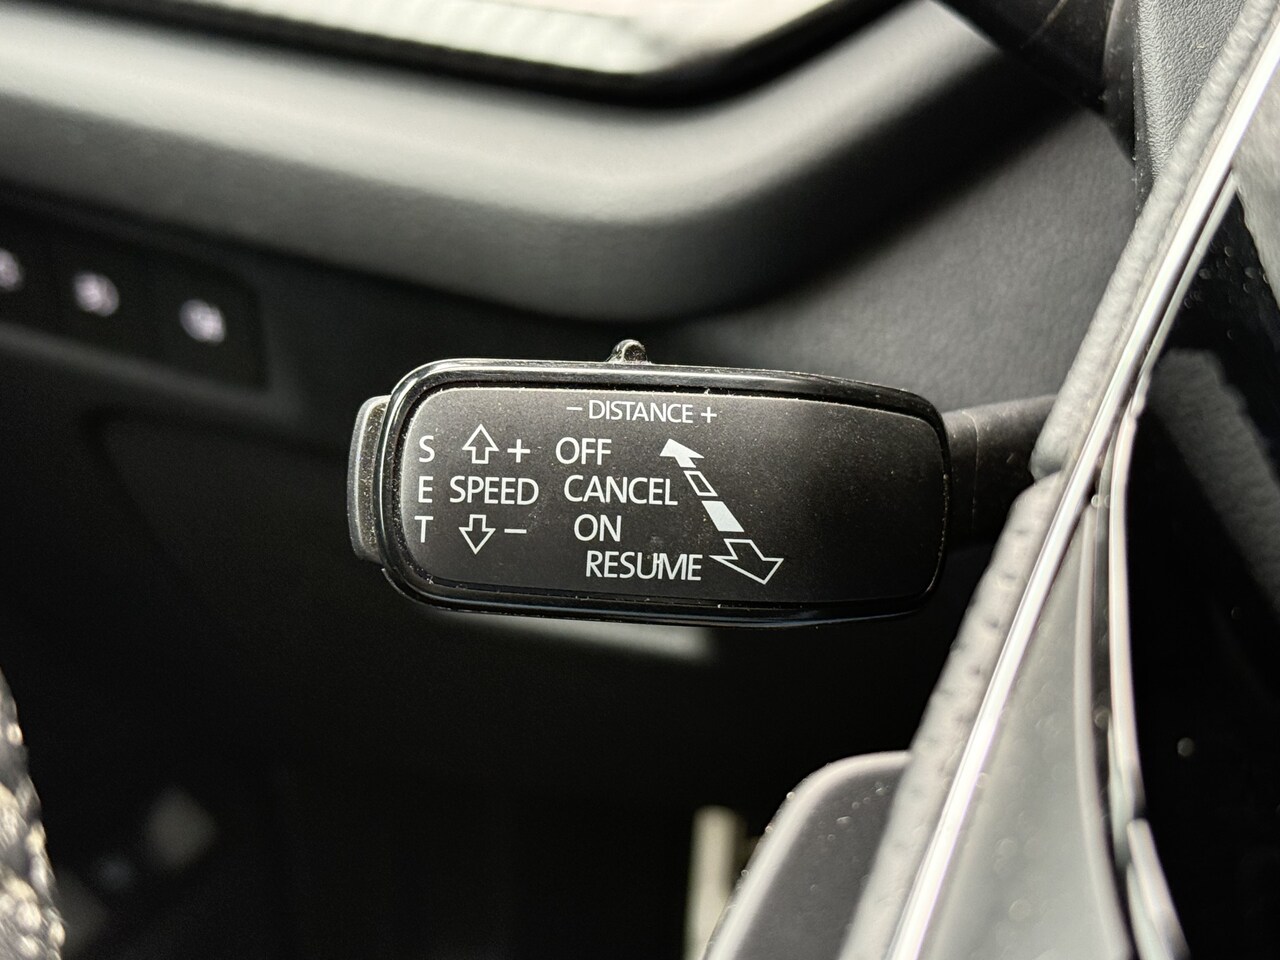 – DISTANCE +
S + OFF
E SPEED CANCEL
T – ON
RESUME